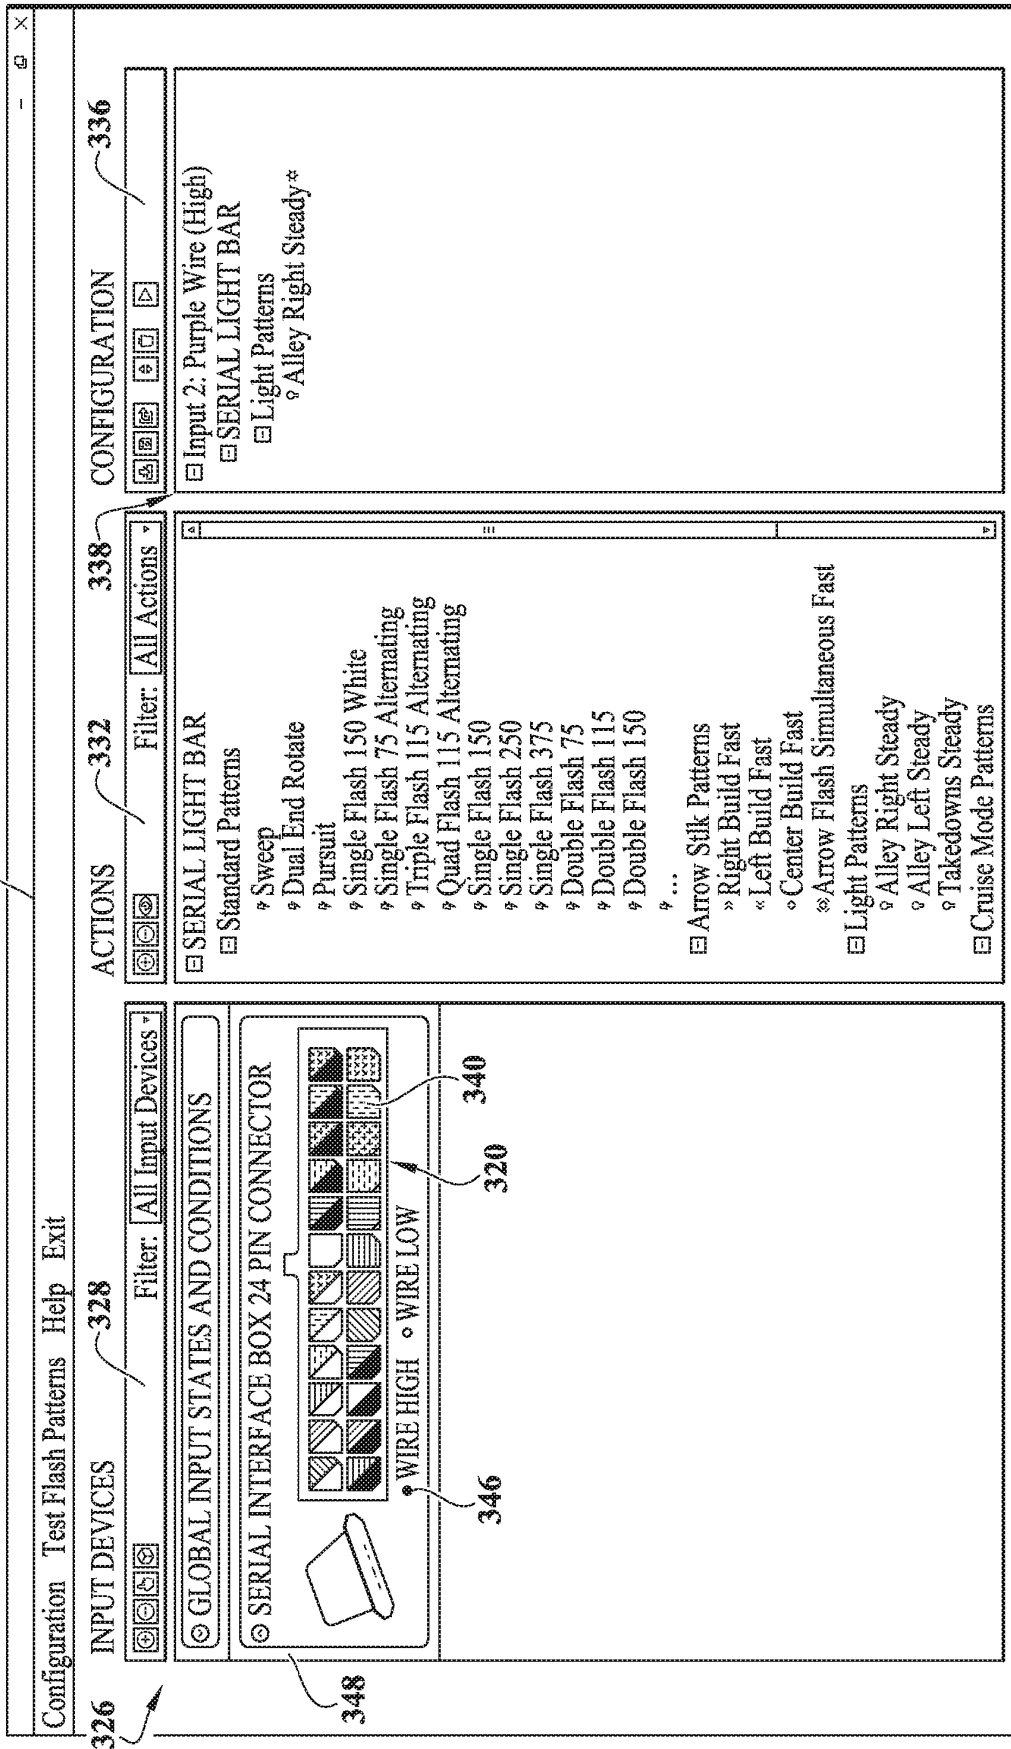 Configuration Test Flash Patterns Help Exit
326
INPUT DEVICES
328
Filter: All Input Devices
GLOBAL INPUT STATES AND CONDITIONS
SERIAL INTERFACE BOX 24 PIN CONNECTOR
WIRE HIGH WIRE LOW
348
346
320
340
ACTIONS
332
Filter: All Actions
SERIAL LIGHT BAR
Standard Patterns
Sweep
Dual End Rotate
Pursuit
Single Flash 150 White
Single Flash 75 Alternating
Triple Flash 115 Alternating
Quad Flash 115 Alternating
Single Flash 150
Single Flash 250
Single Flash 375
Double Flash 75
Double Flash 115
Double Flash 150
...
Arrow Stlk Patterns
» Right Build Fast
« Left Build Fast
Center Build Fast
Arrow Flash Simultaneous Fast
Light Patterns
Alley Right Steady
Alley Left Steady
Takedowns Steady
Cruise Mode Patterns
338
CONFIGURATION
336
Input 2: Purple Wire (High)
SERIAL LIGHT BAR
Light Patterns
Alley Right Steady